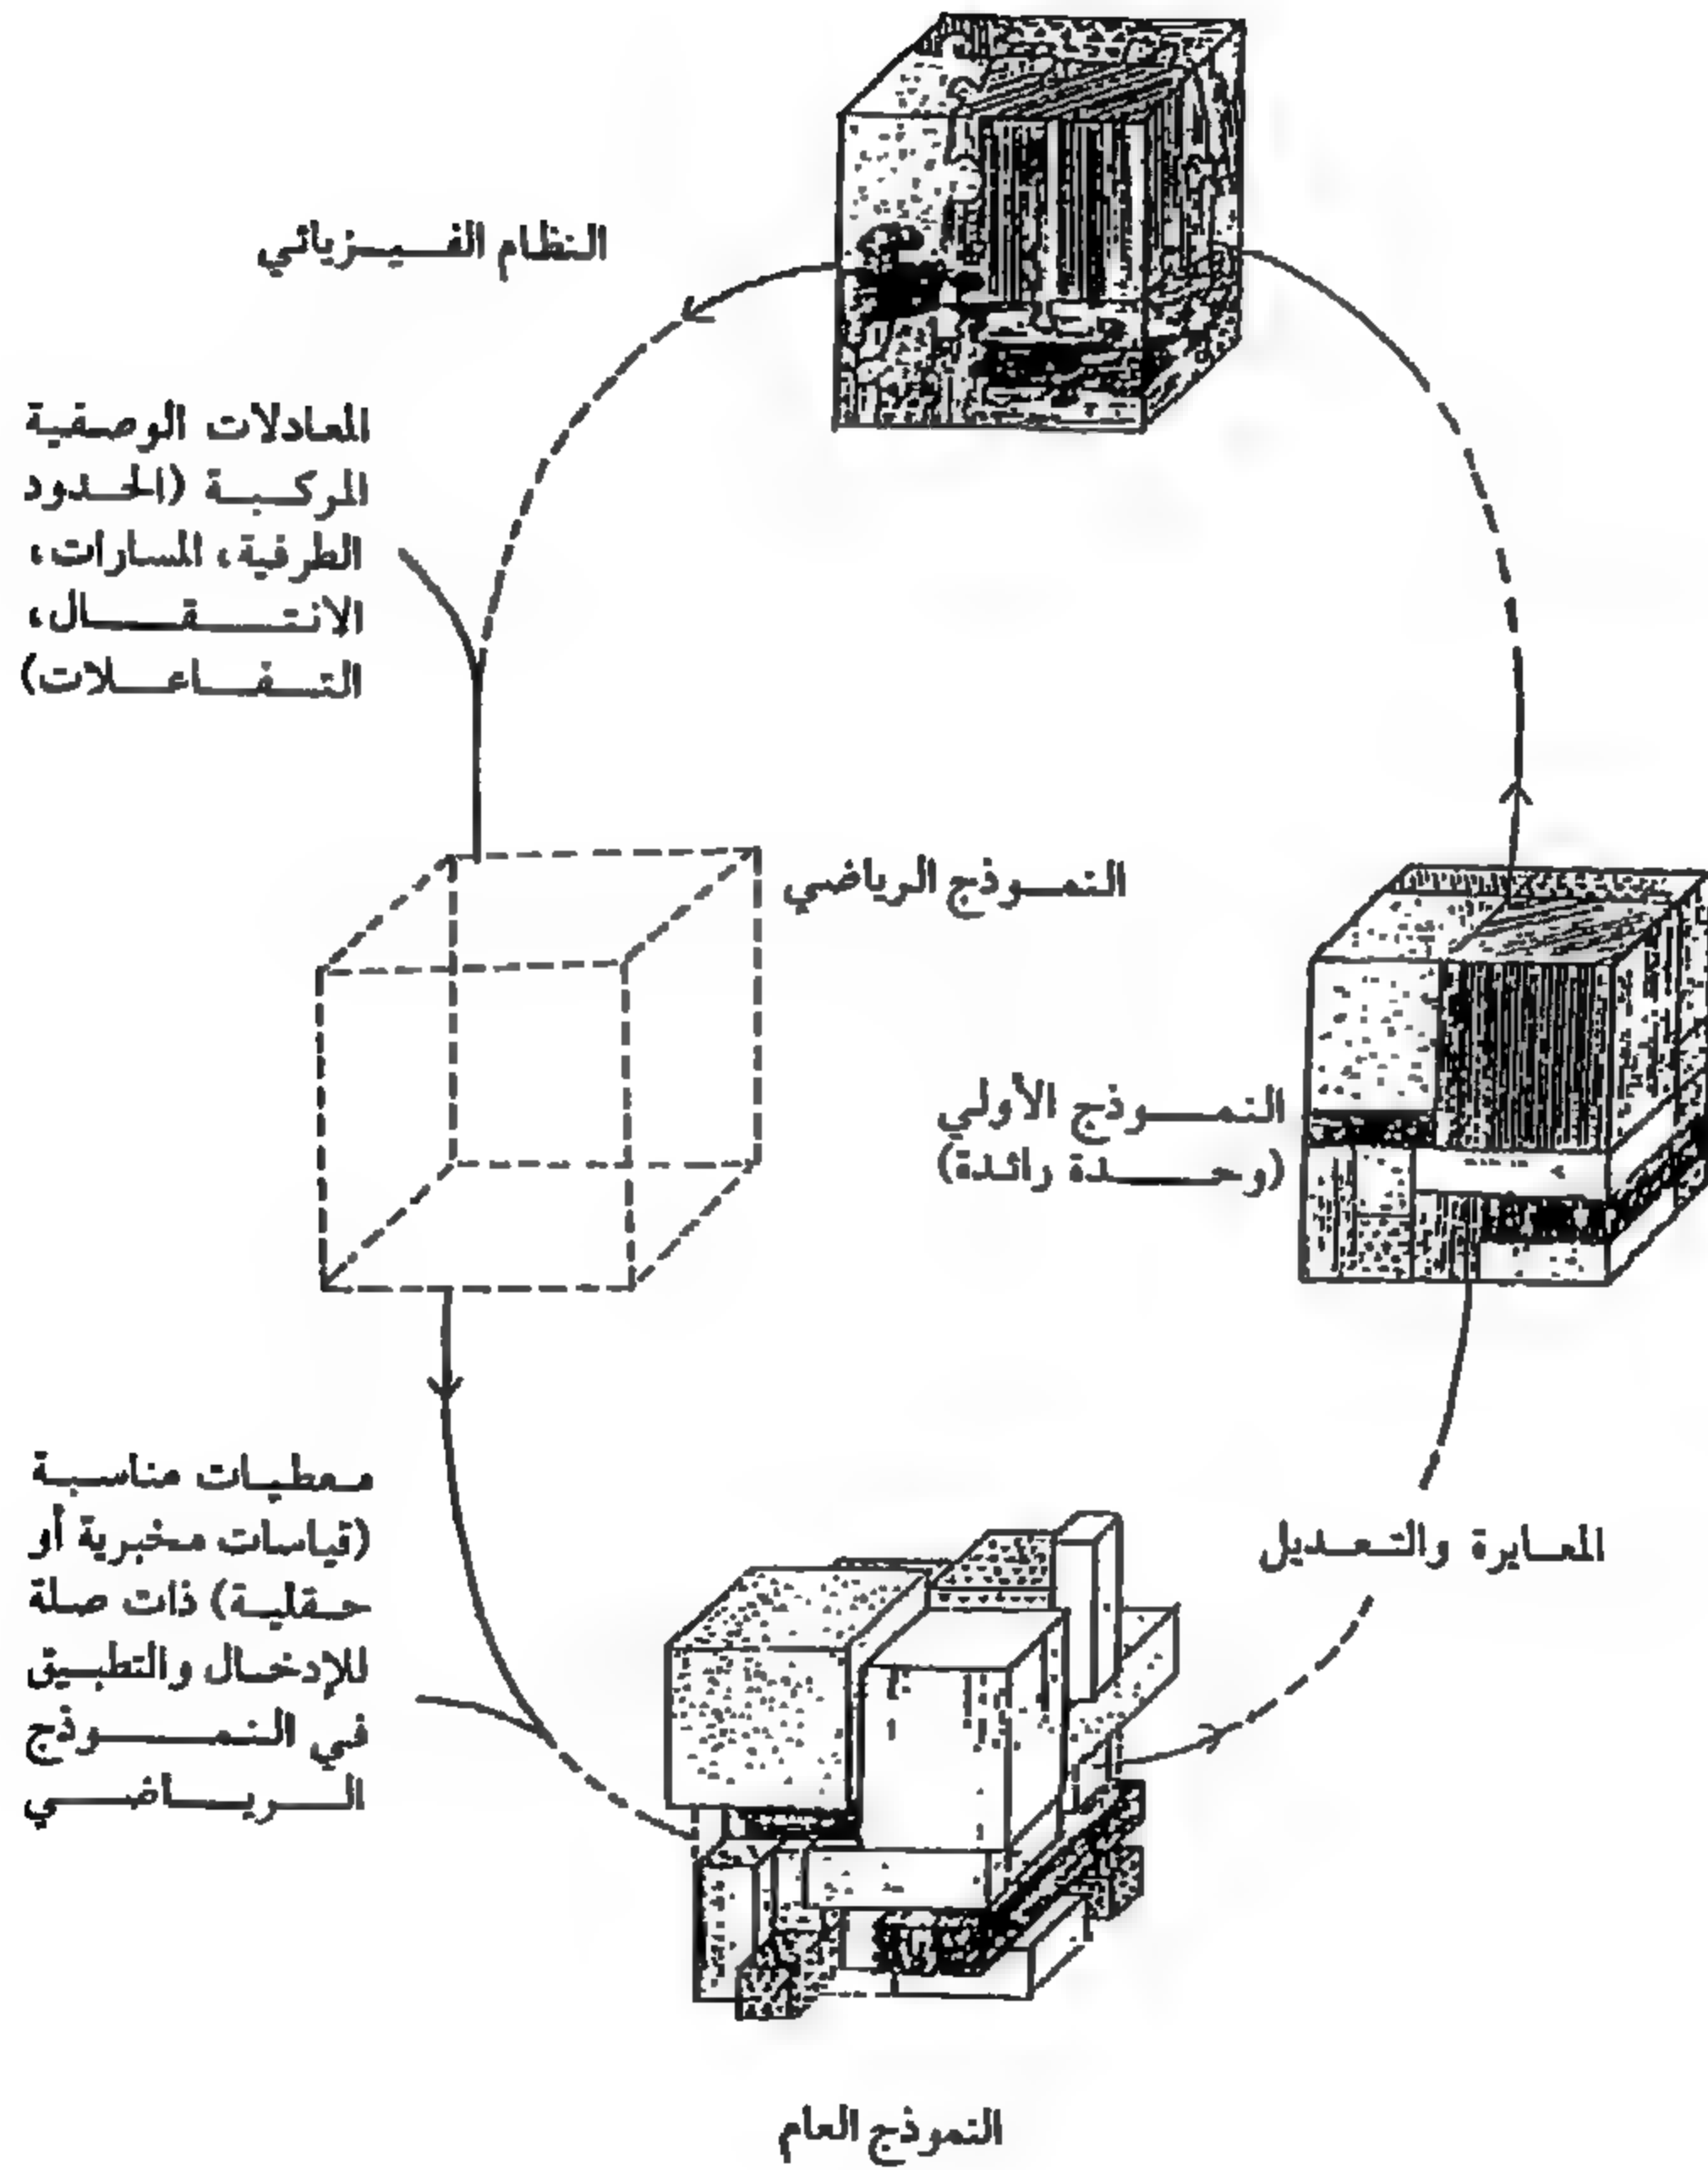 النظام الفيزيائي
المعادلات الوصفية
المركبة (الحدود
الطرفية، المسارات،
الانتقال،
التفاعلات)
النموذج الرياضي
النموذج الأولي
(وحدة رائدة)
معطيات مناسبة
(قياسات مخبرية أو
حقلية) ذات صلة
للإدخال والتطبيق
في النموذج
الرياضي
المعايرة والتعديل
النموذج العام